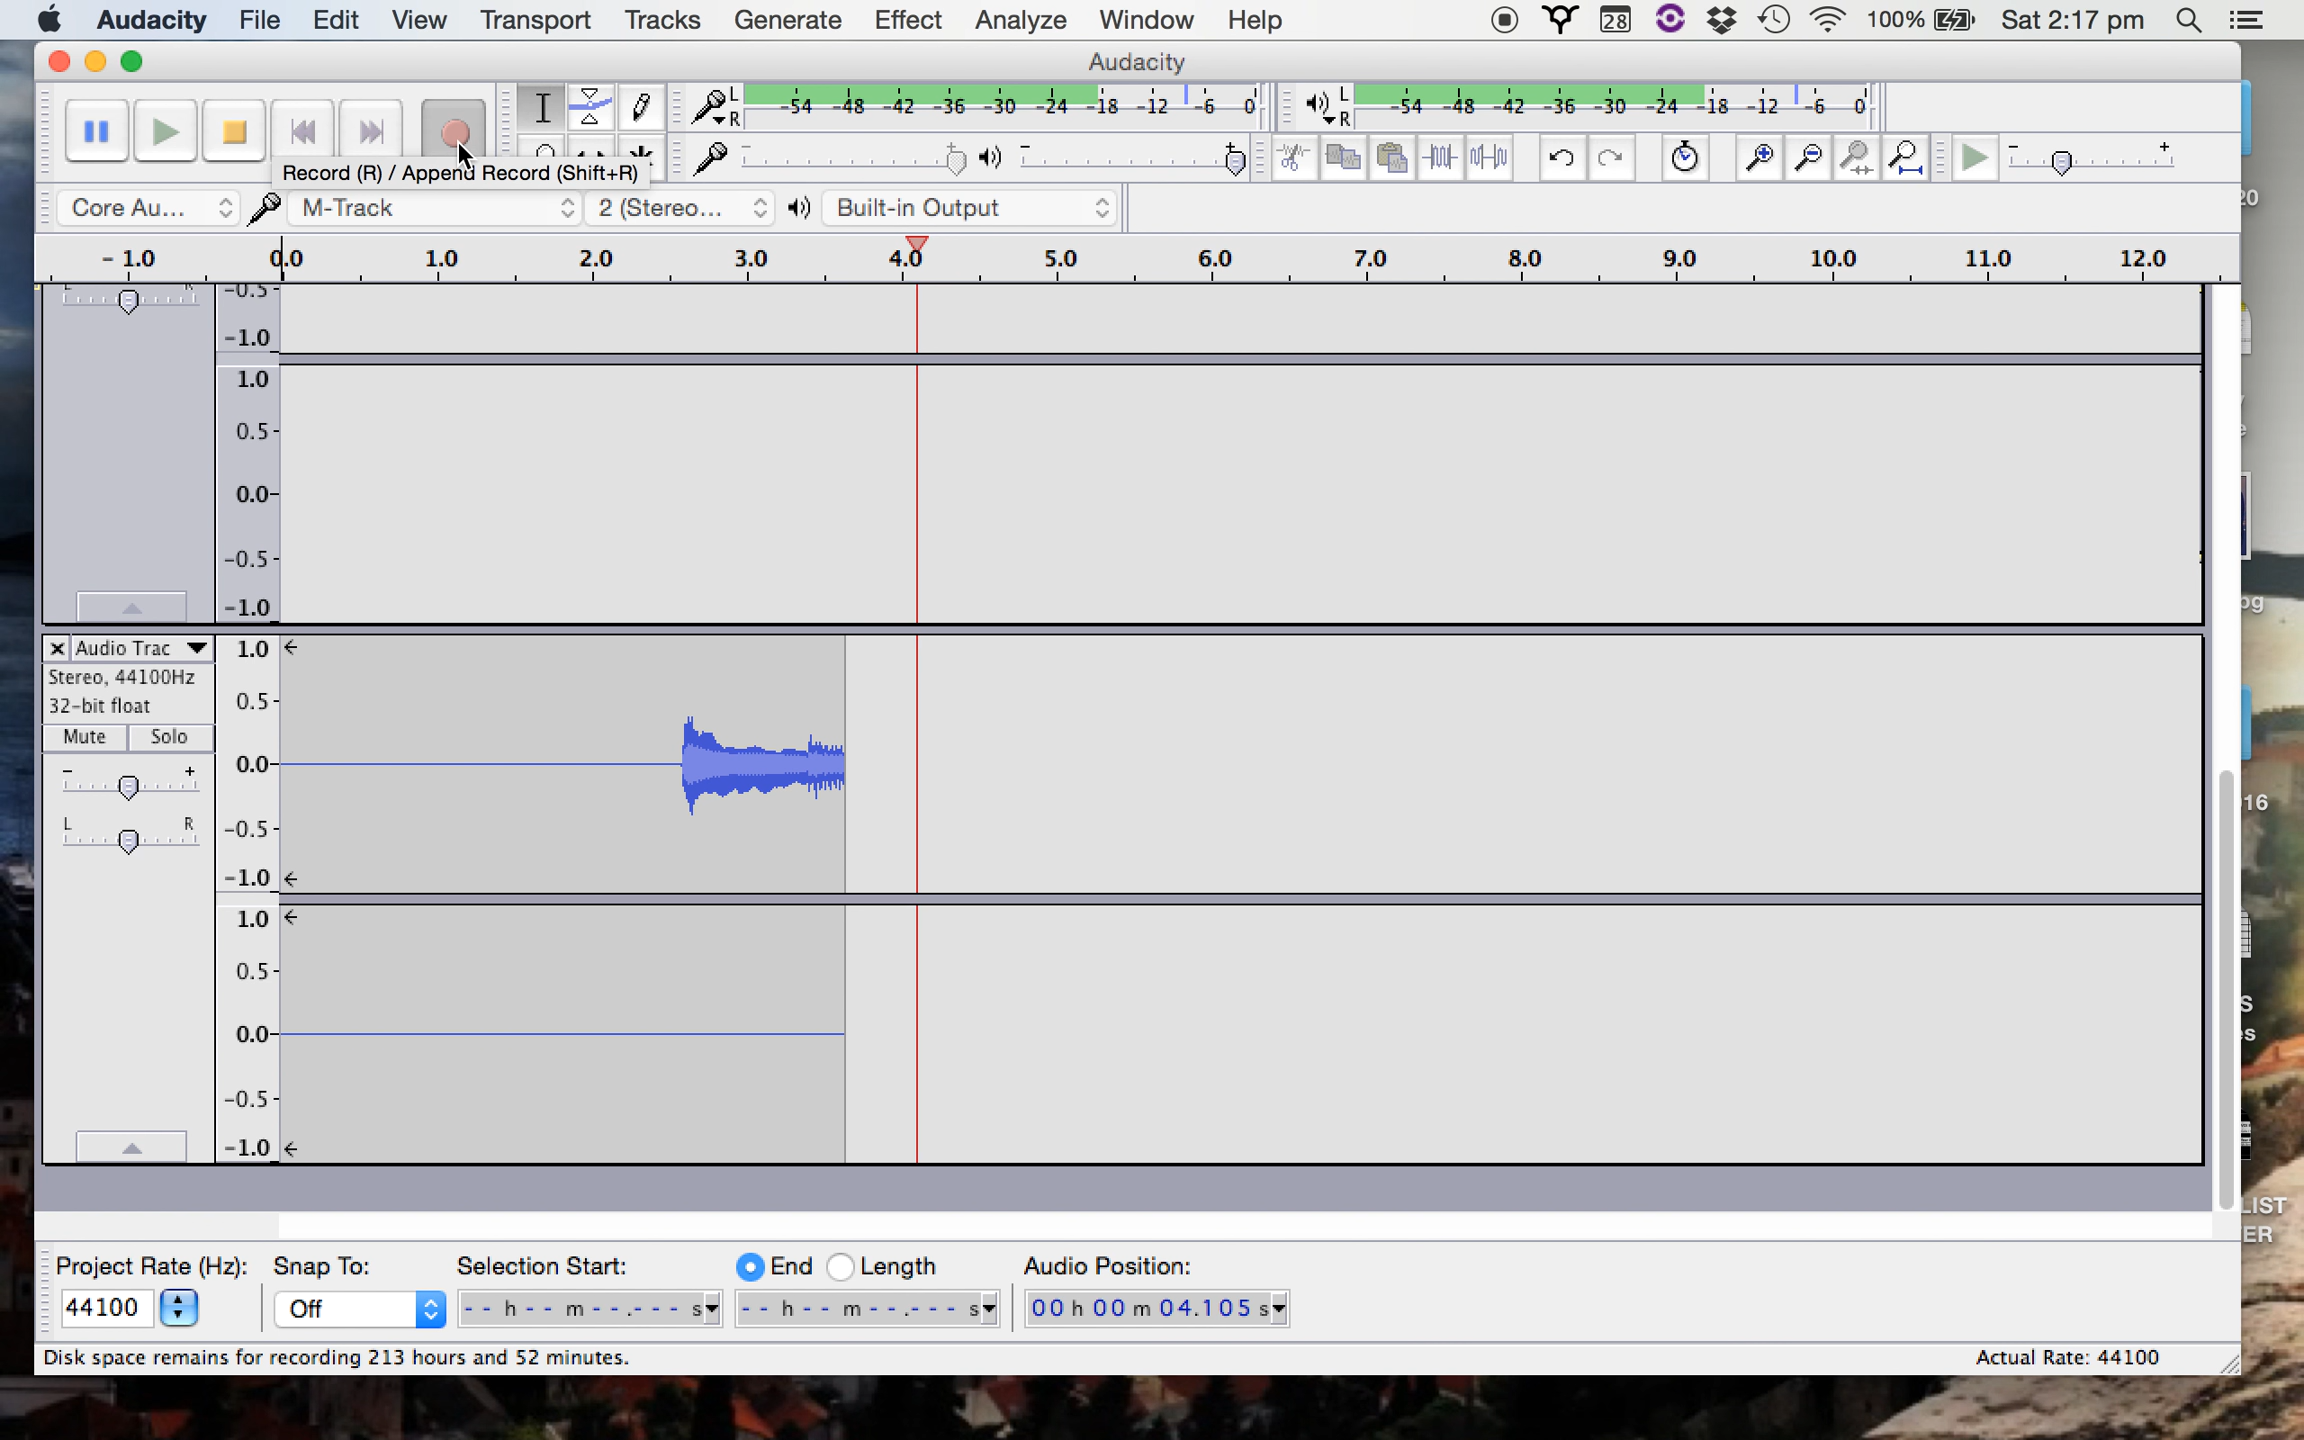 Audacity File Edit View Transport Tracks Generate Effect Analyze Window Help 28 100% Sat 2:17 pm
Audacity
L -54 -48 -42 -36 -30 -24 -18 -12 -6 0 L -54 -48 -42 -36 -30 -24 -18 -12 -6 0
R R
Record (R) / Append Record (Shift+R)
Core Au... M-Track 2 (Stereo... Built-in Output
20
- 1.0 0.0 1.0 2.0 3.0 4.0 5.0 6.0 7.0 8.0 9.0 10.0 11.0 12.0
-0.5
-1.0
1.0
0.5
0.0
-0.5
-1.0
× Audio Trac 1.0
Stereo, 44100Hz
32-bit float 0.5
Mute Solo
- + 0.0
L R -0.5
-1.0
1.0
0.5
0.0
-0.5
-1.0
16
LIST
Project Rate (Hz): Snap To: Selection Start: End Length Audio Position:
44100 Off -- h -- m --.--- s -- h -- m --.--- s 00 h 00 m 04.105 s
Disk space remains for recording 213 hours and 52 minutes. Actual Rate: 44100